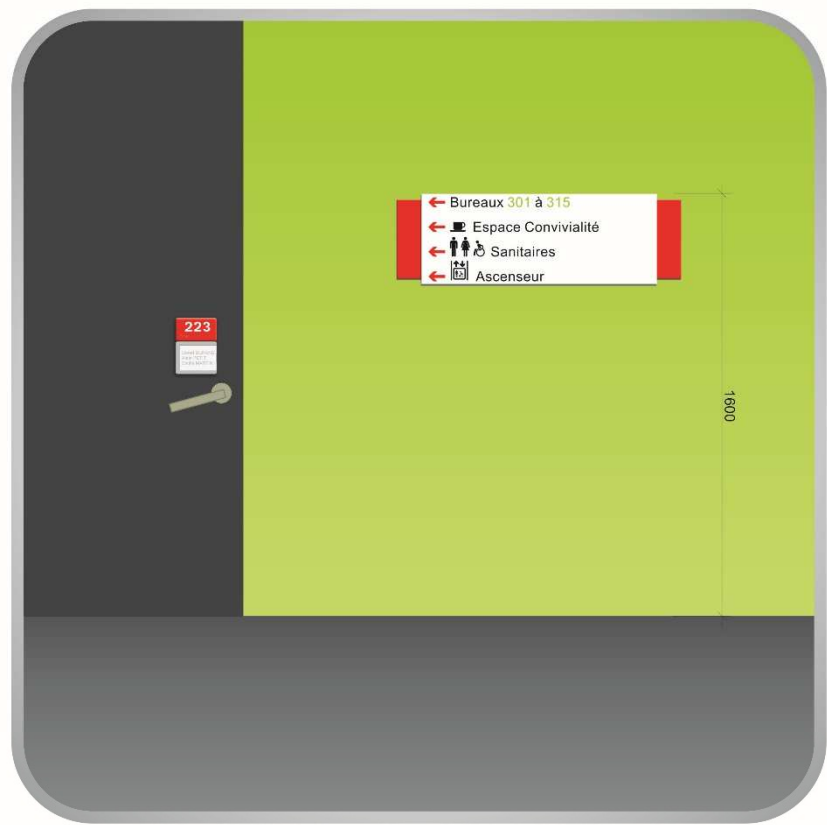 Bureaux 301 à 315
Espace Convivialité
Sanitaires
Ascenseur
223
1600